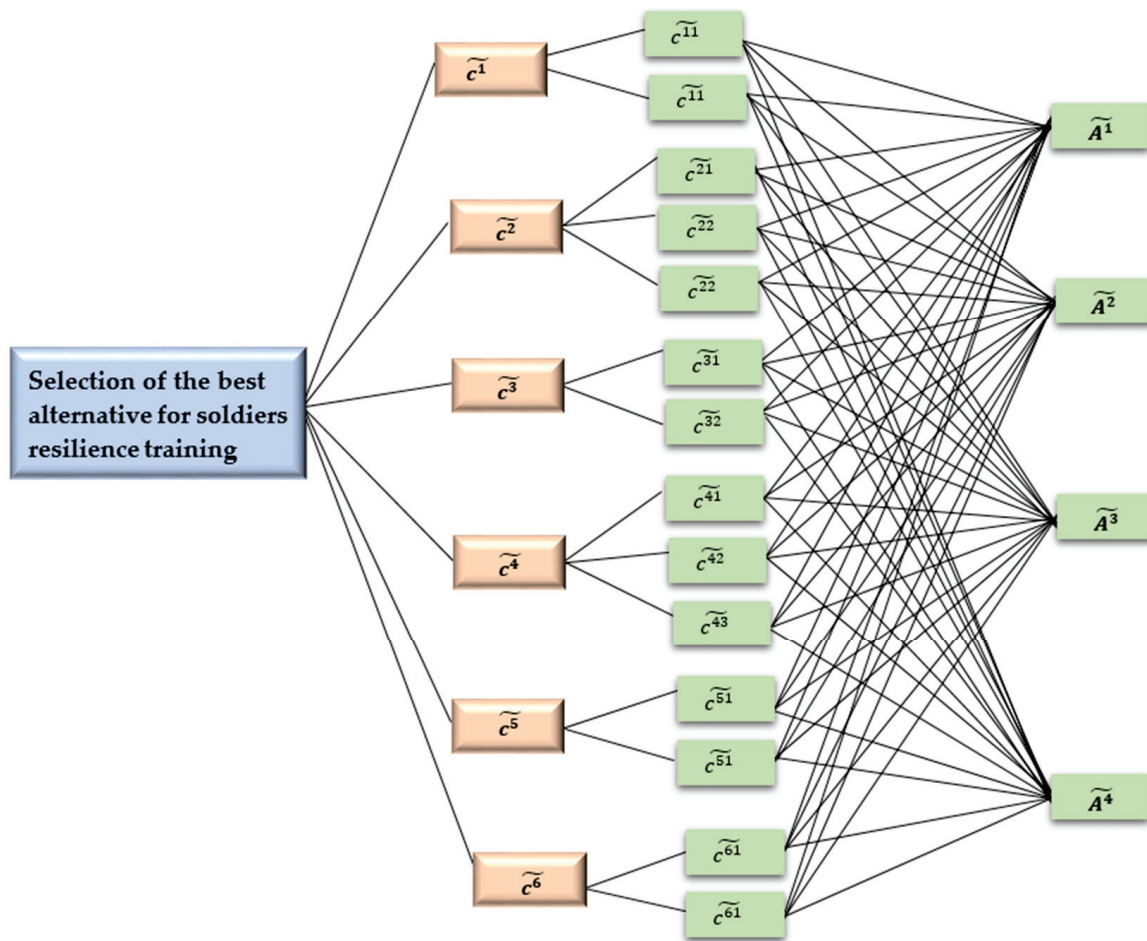 Selection of the best
alternative for soldiers
resilience training
c̃¹
c̃²
c̃³
c̃⁴
c̃⁵
c̃⁶
c̃¹¹
c̃¹¹
c̃²¹
c̃²²
c̃²²
c̃³¹
c̃³²
c̃⁴¹
c̃⁴²
c̃⁴³
c̃⁵¹
c̃⁵¹
c̃⁶¹
c̃⁶¹
Ã¹
Ã²
Ã³
Ã⁴